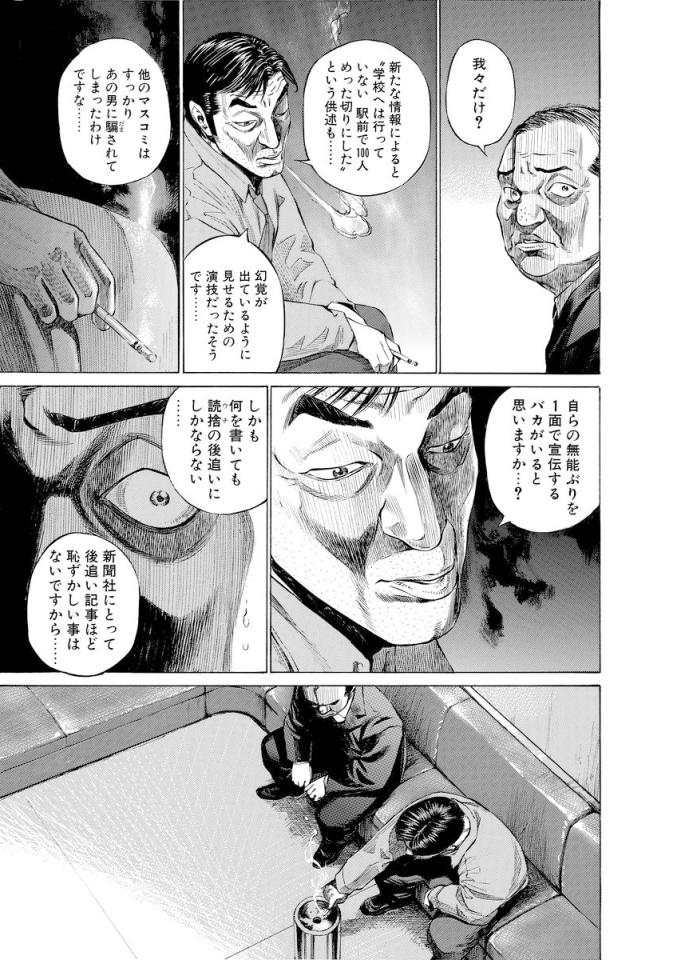 我々だけ？
新たな情報によると
〝学校へは行って
いない 駅前で100人
めった切りにした〟
という供述も……
幻覚が
出ているように
見せるための
演技だったそう
です……
他のマスコミは
すっかり
あの男に騙されて
しまったわけ
ですな……
自らの無能ぶりを
１面で宣伝する
バカがいると
思いますか…？
しかも
何を書いても
読捨の後追いに
しかならない
……
新聞社にとって
後追い記事ほど
恥ずかしい事は
ないですから……